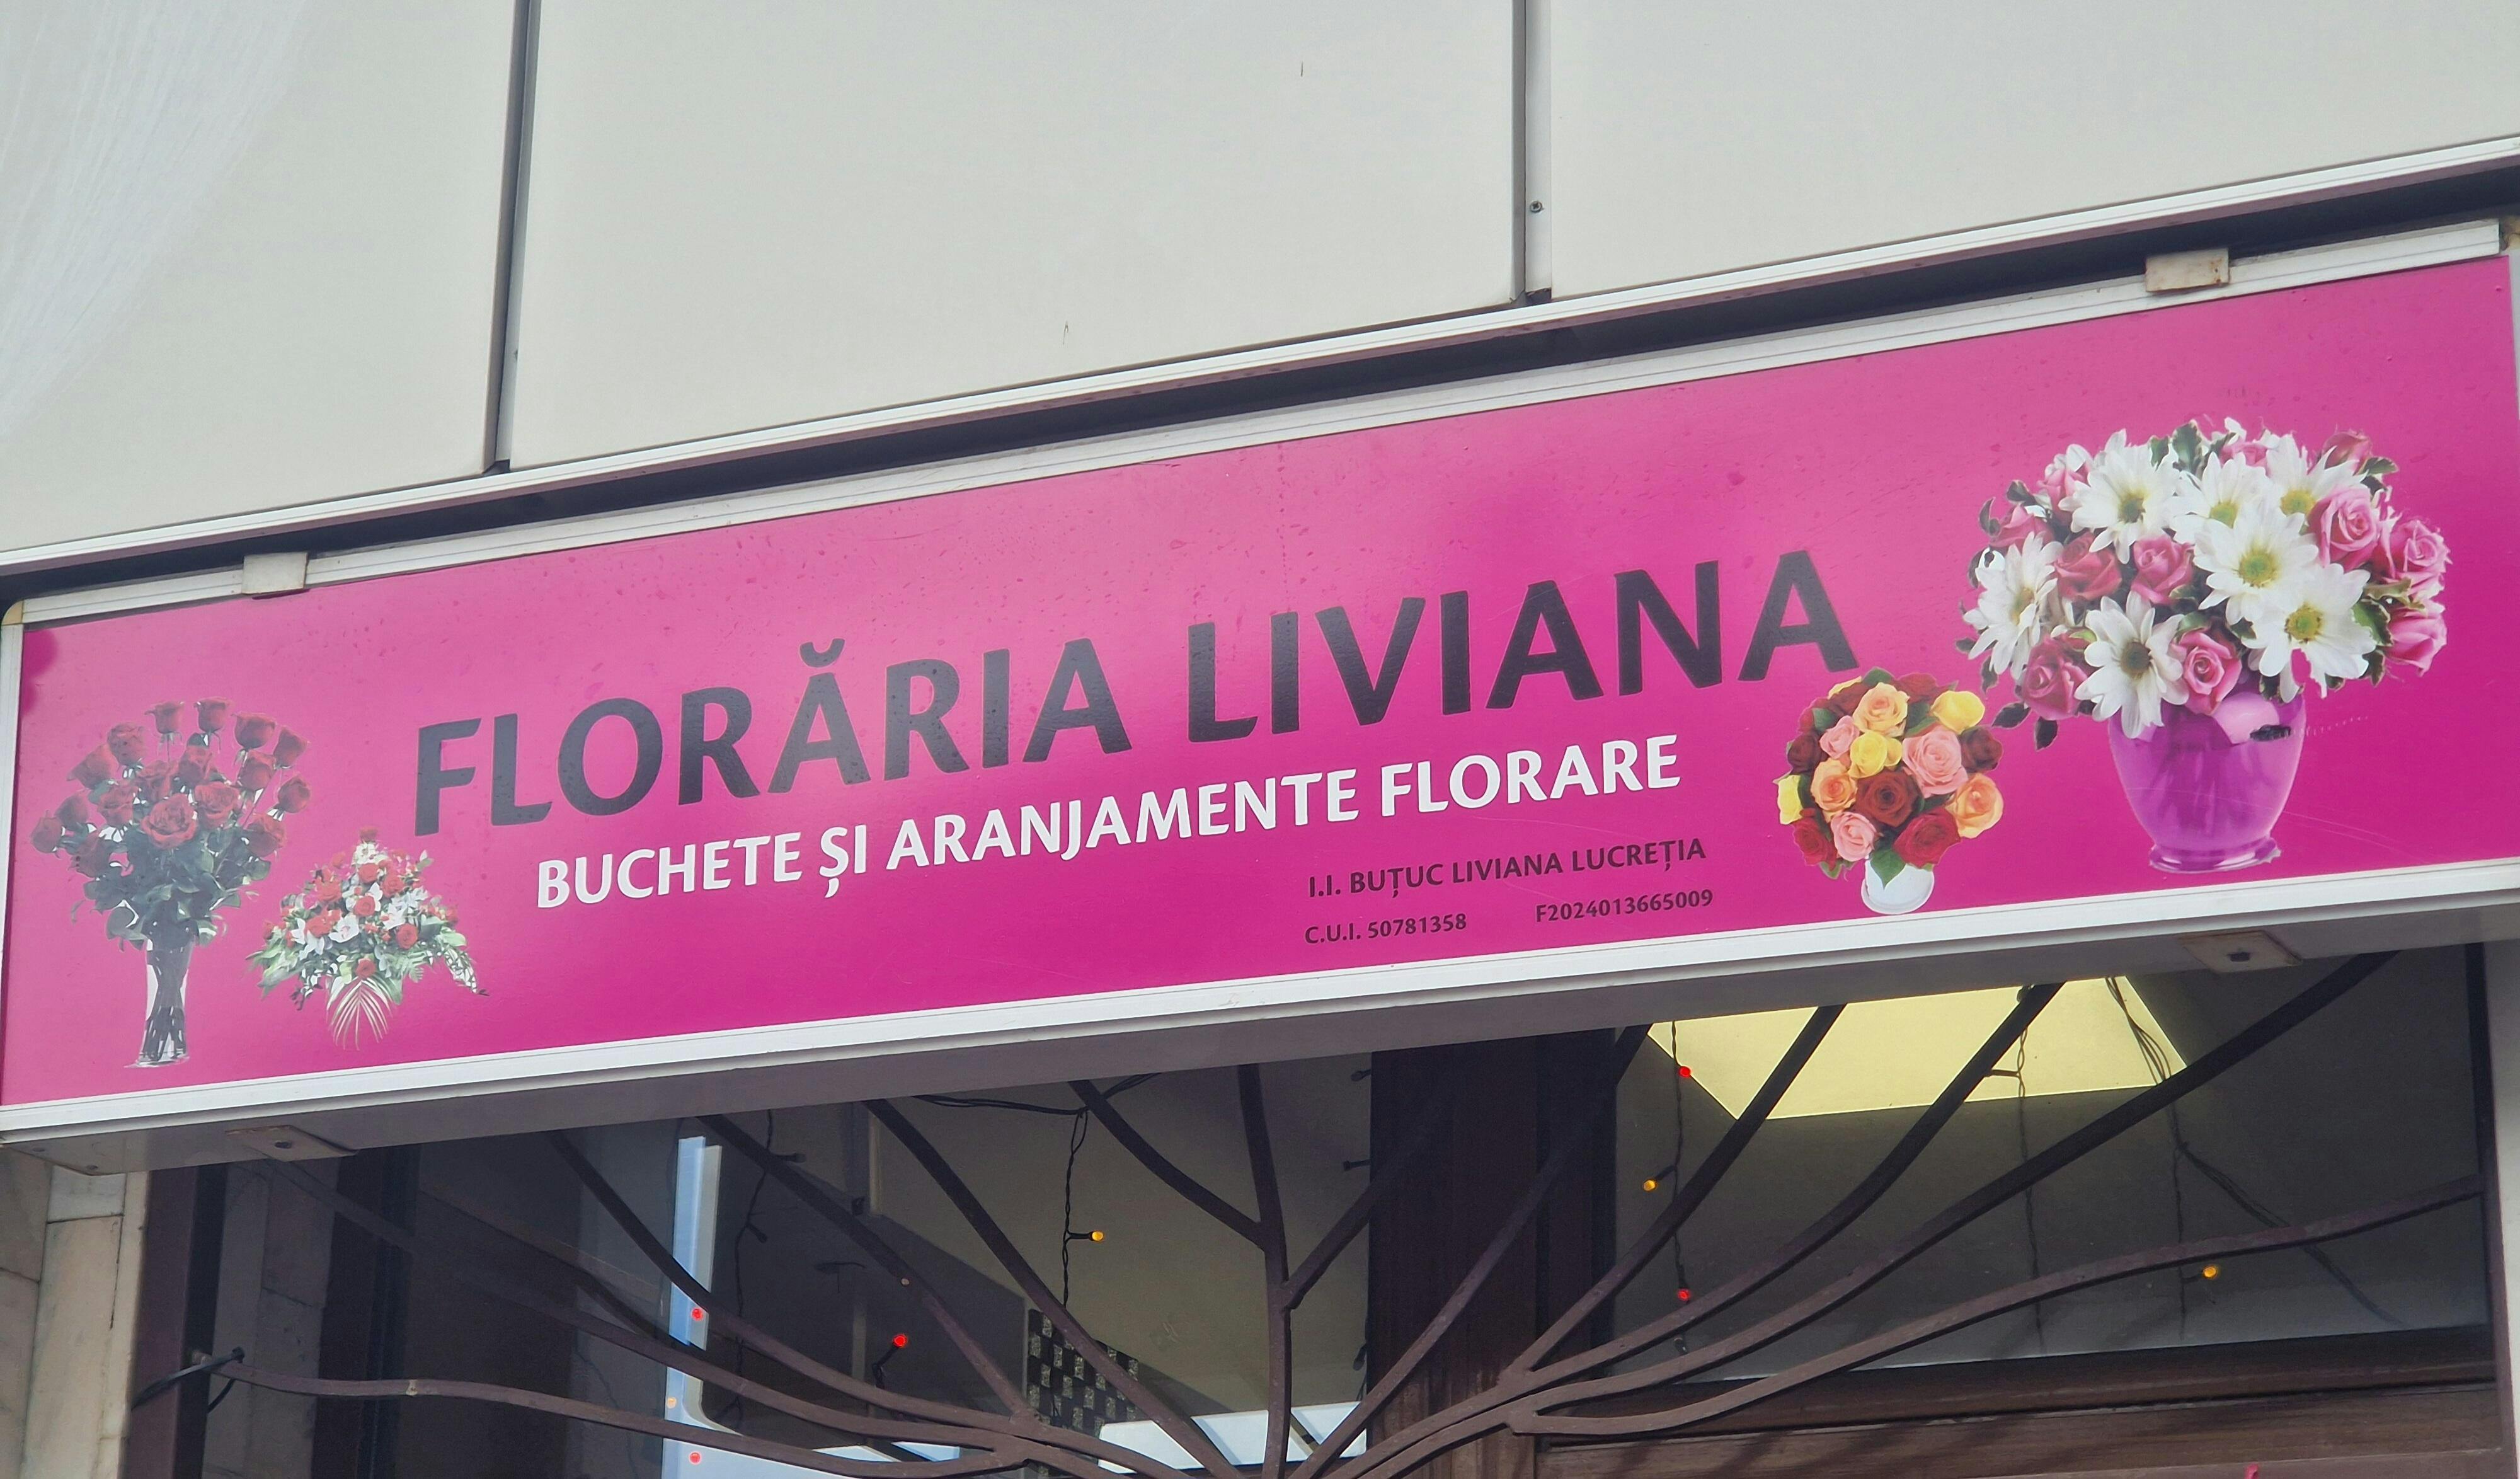 FLORĂRIA LIVIANA
BUCHETE ȘI ARANJAMENTE FLORARE
I.I. BUȚUC LIVIANA LUCREȚIA
C.U.I. 50781358 F2024013665009